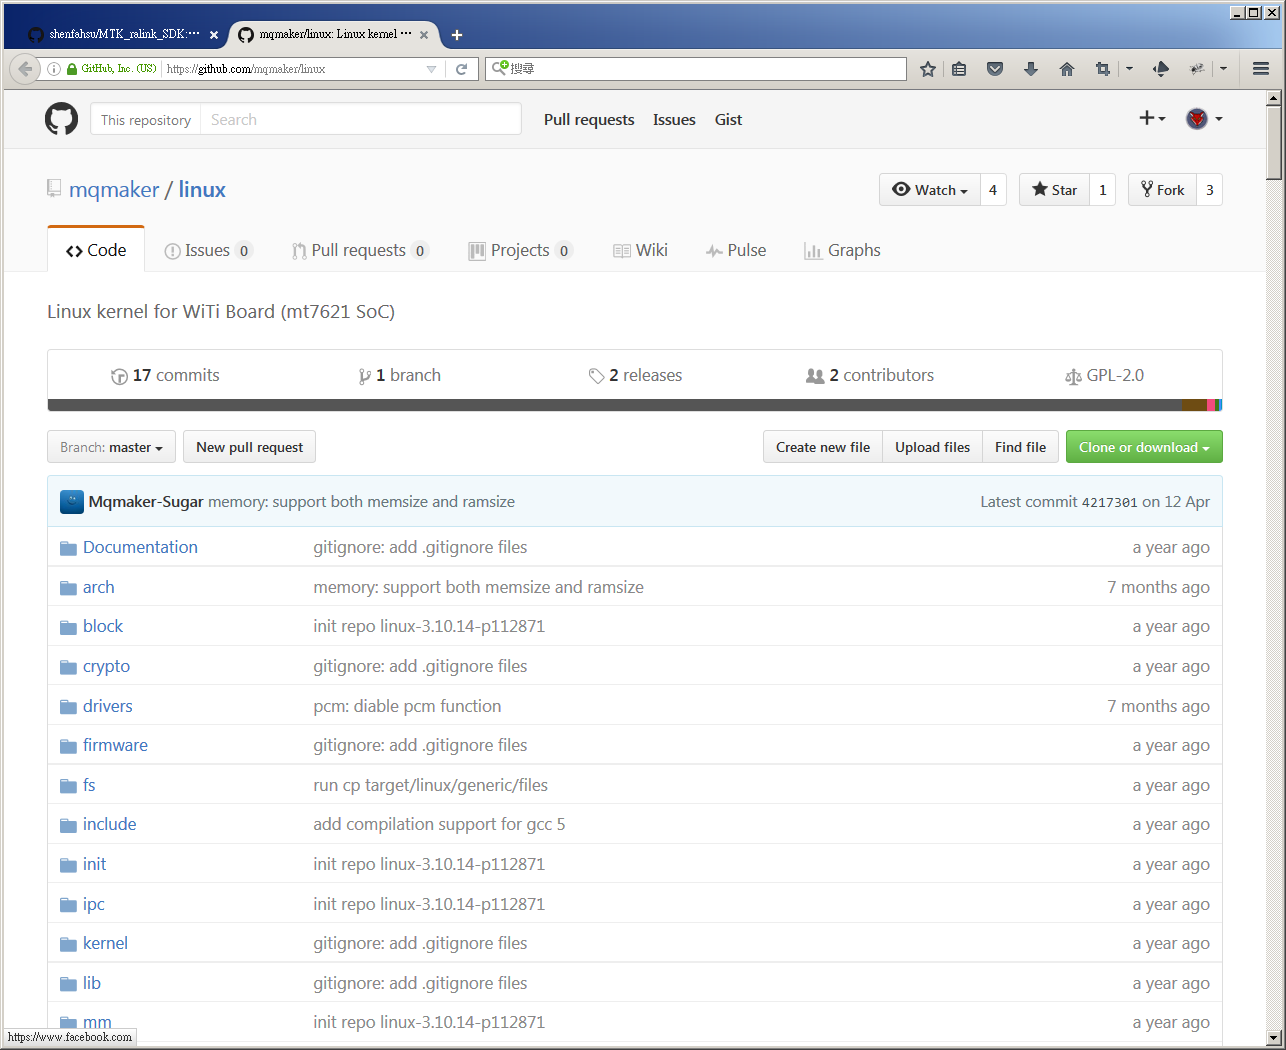 shenfahsu/MTK_ralink_SDK:···
mqmaker/linux: Linux kernel ···
GitHub, Inc. (US)
https://github.com/mqmaker/linux
搜尋
This repository
Search
Pull requests
Issues
Gist
mqmaker / linux
Watch
4
Star
1
Fork
3
Code
Issues 0
Pull requests 0
Projects 0
Wiki
Pulse
Graphs
Linux kernel for WiTi Board (mt7621 SoC)
17 commits
1 branch
2 releases
2 contributors
GPL-2.0
Branch: master
New pull request
Create new file
Upload files
Find file
Clone or download
Mqmaker-Sugar memory: support both memsize and ramsize
Latest commit 4217301 on 12 Apr
Documentation gitignore: add .gitignore files a year ago
arch memory: support both memsize and ramsize 7 months ago
block init repo linux-3.10.14-p112871 a year ago
crypto gitignore: add .gitignore files a year ago
drivers pcm: diable pcm function 7 months ago
firmware gitignore: add .gitignore files a year ago
fs run cp target/linux/generic/files a year ago
include add compilation support for gcc 5 a year ago
init init repo linux-3.10.14-p112871 a year ago
ipc init repo linux-3.10.14-p112871 a year ago
kernel gitignore: add .gitignore files a year ago
lib gitignore: add .gitignore files a year ago
mm init repo linux-3.10.14-p112871 a year ago
https://www.facebook.com